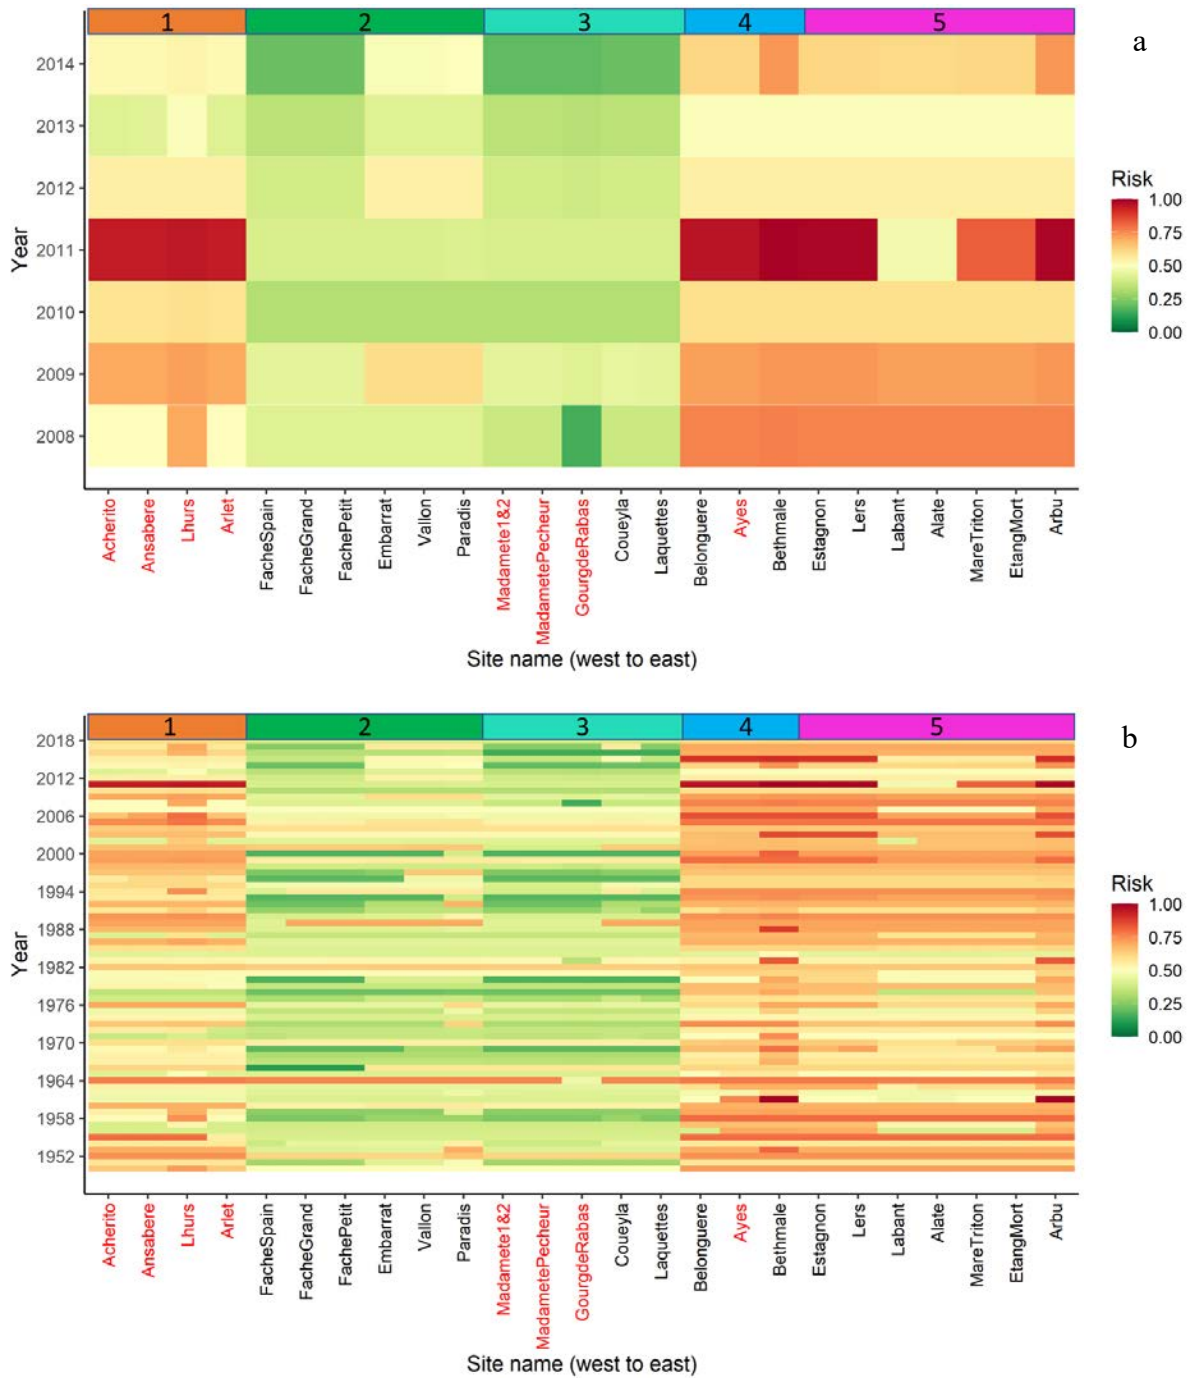 1 2 3 4 5
a
2014
2013
2012
2011
2010
2009
2008
Year
Risk
1.00
0.75
0.50
0.25
0.00
Acherito
Ansabere
Lhurs
Arlet
FacheSpain
FacheGrand
FachePetit
Embarrat
Vallon
Paradis
Madamete1&2
MadametePecheur
GourgdeRabas
Coueyla
Laquettes
Belonguere
Ayes
Bethmale
Estagnon
Lers
Labant
Alate
MareTriton
EtangMort
Arbu
Site name (west to east)
1 2 3 4 5
b
2018
2012
2006
2000
1994
1988
1982
1976
1970
1964
1958
1952
Year
Risk
1.00
0.75
0.50
0.25
0.00
Acherito
Ansabere
Lhurs
Arlet
FacheSpain
FacheGrand
FachePetit
Embarrat
Vallon
Paradis
Madamete1&2
MadametePecheur
GourgdeRabas
Coueyla
Laquettes
Belonguere
Ayes
Bethmale
Estagnon
Lers
Labant
Alate
MareTriton
EtangMort
Arbu
Site name (west to east)